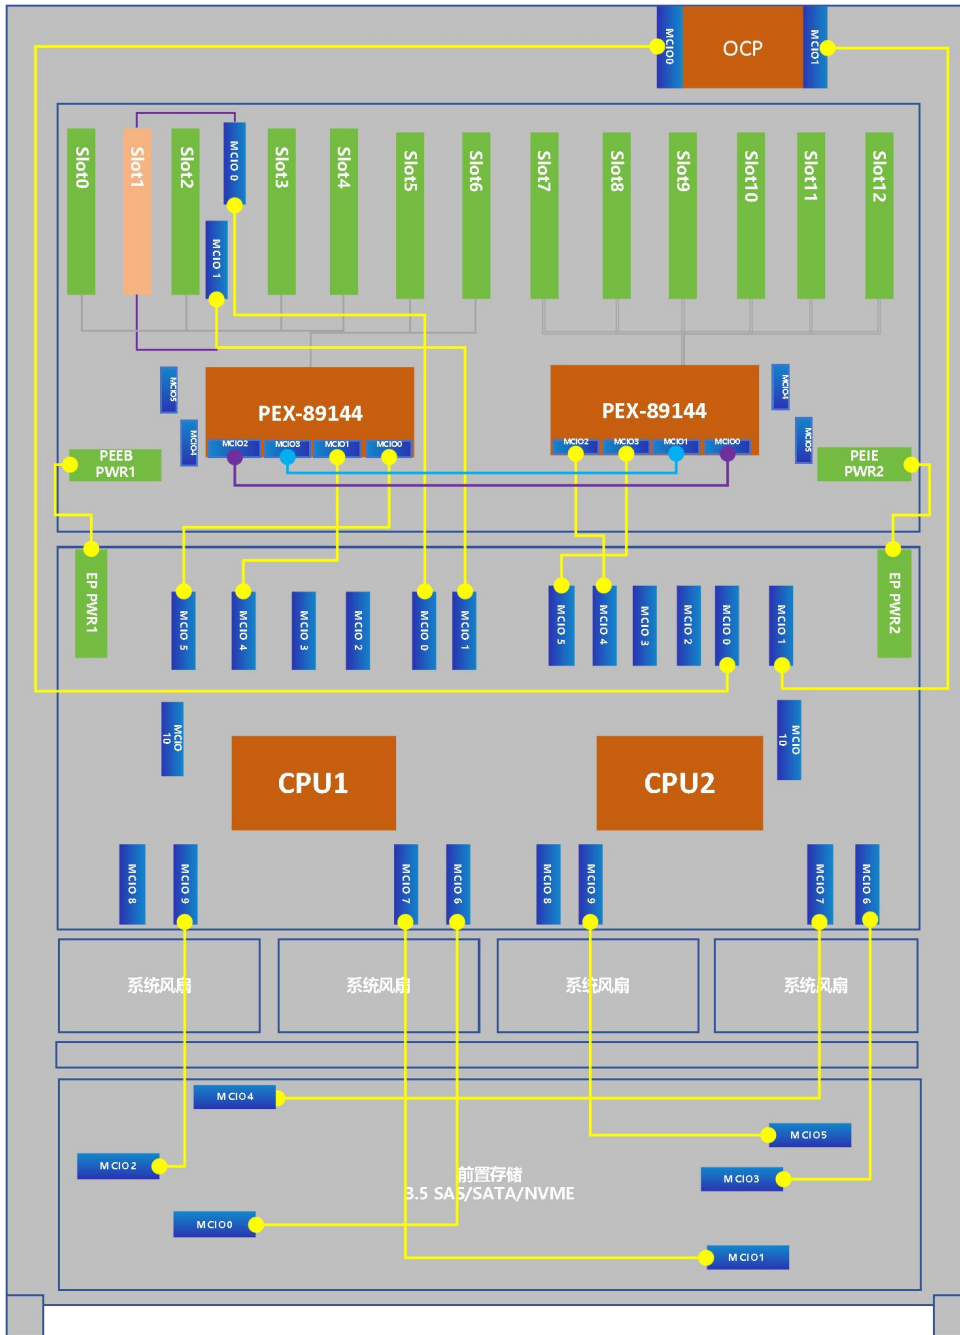 MCIO0
OCP
MCIO1
Slot0
Slot1
Slot2
MCIO 0
MCIO 1
Slot3
Slot4
Slot5
Slot6
Slot7
Slot8
Slot9
Slot10
Slot11
Slot12
MCIO5
MCIO4
PEX-89144
MCIO2
MCIO3
MCIO1
MCIO0
PEX-89144
MCIO2
MCIO3
MCIO1
MCIO0
MCIO4
MCIO5
PEEB
PWR1
PEIE
PWR2
EP PWR1
EP PWR2
MCIO 5
MCIO 4
MCIO 3
MCIO 2
MCIO 0
MCIO 1
MCIO 5
MCIO 4
MCIO 3
MCIO 2
MCIO 0
MCIO 1
MCIO
10
MCIO
10
CPU1
CPU2
MCIO 8
MCIO 9
MCIO 7
MCIO 6
MCIO 8
MCIO 9
MCIO 7
MCIO 6
系统风扇
系统风扇
系统风扇
系统风扇
MCIO4
MCIO5
MCIO2
前置存储
3.5 SAS/SATA/NVME
MCIO3
MCIO0
MCIO1